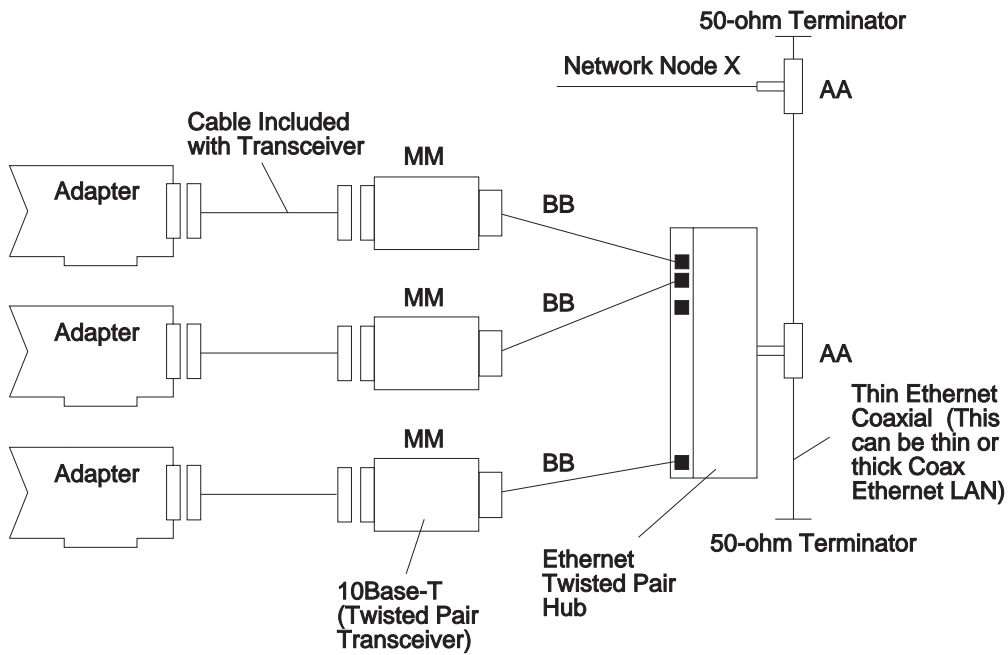 50-ohm Terminator
Network Node X
AA
Cable Included
with Transceiver
MM
Adapter
BB
MM
Adapter
BB
AA
Thin Ethernet
Coaxial (This
can be thin or
thick Coax
Ethernet LAN)
MM
Adapter
BB
50-ohm Terminator
Ethernet
Twisted Pair
Hub
10Base-T
(Twisted Pair
Transceiver)